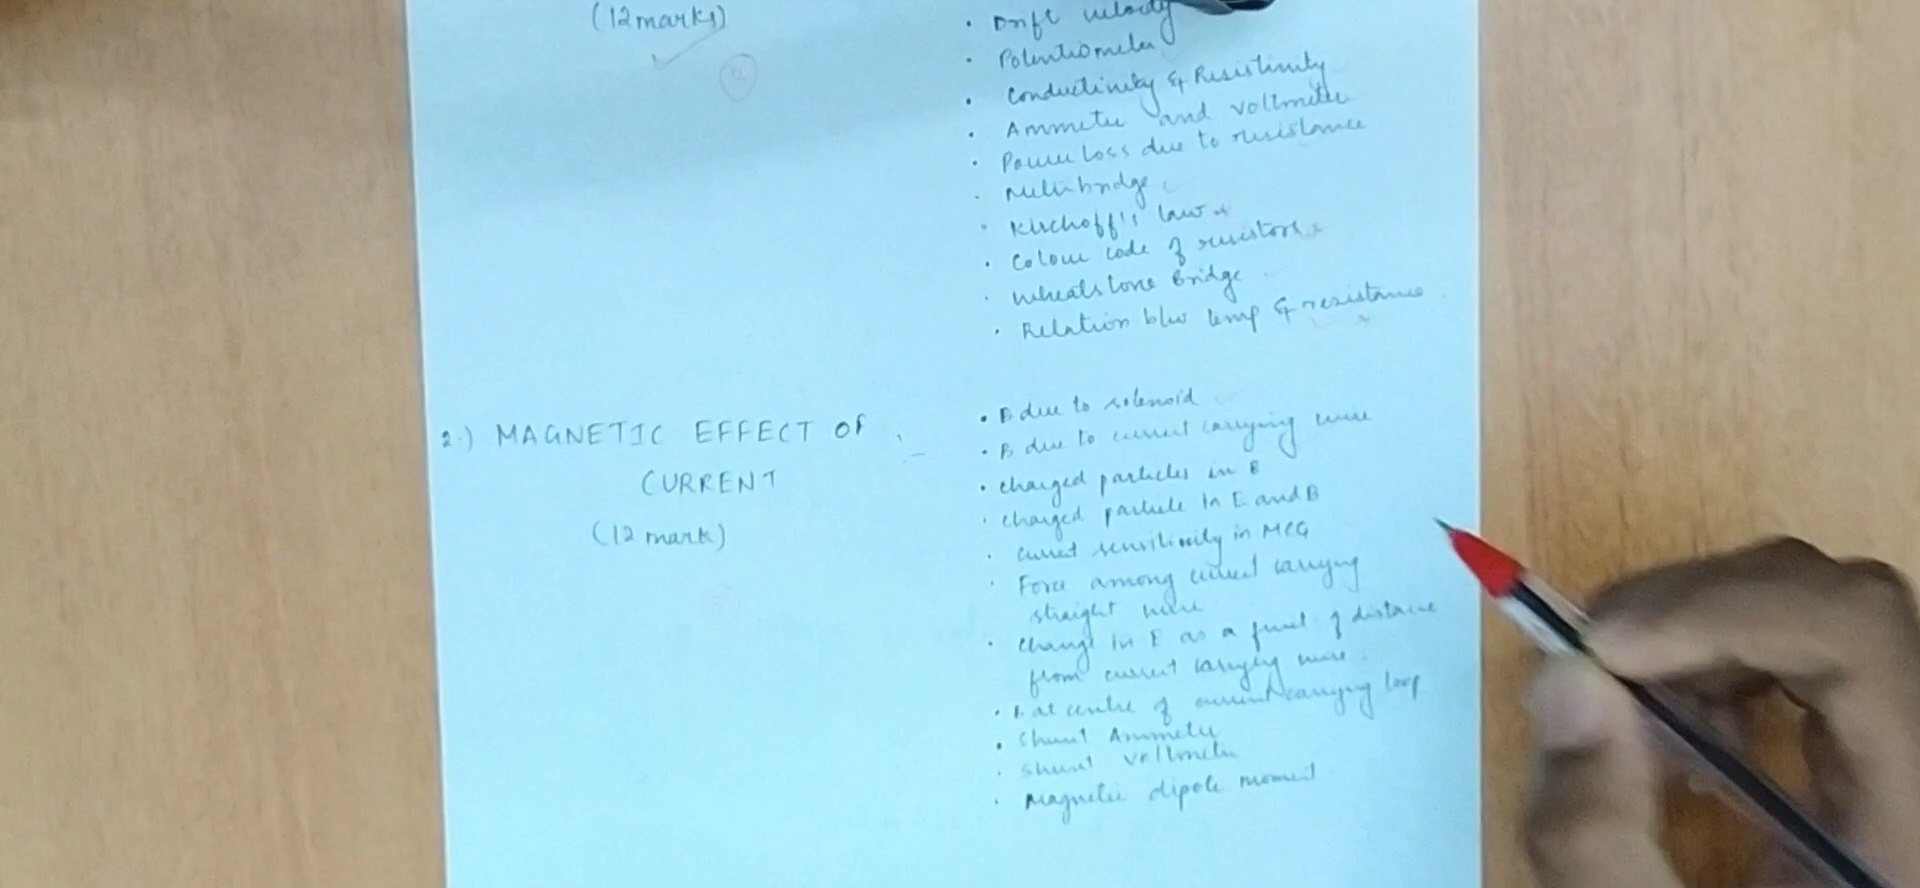 (12 marks)
• Drift velocity
• Potentiometer
• Conductivity & Resistivity
• Ammeter and voltmeter
• Power loss due to resistance
• Meter bridge
• Kirchoff's law
• Colour code of resistors
• Wheatstone Bridge
• Relation b/w temp & resistance
2.) MAGNETIC EFFECT OF
CURRENT
(12 mark)
• B due to solenoid
• B due to current carrying wire
• charged particles in B
• charged particle in E and B
• current sensitivity in MCG
• Force among current carrying
straight wire
• change in B as a funct of distance
from current carrying wire
• B at centre of current carrying loop
• Shunt Ammeter
• Shunt voltmeter
• Magnetic dipole moment